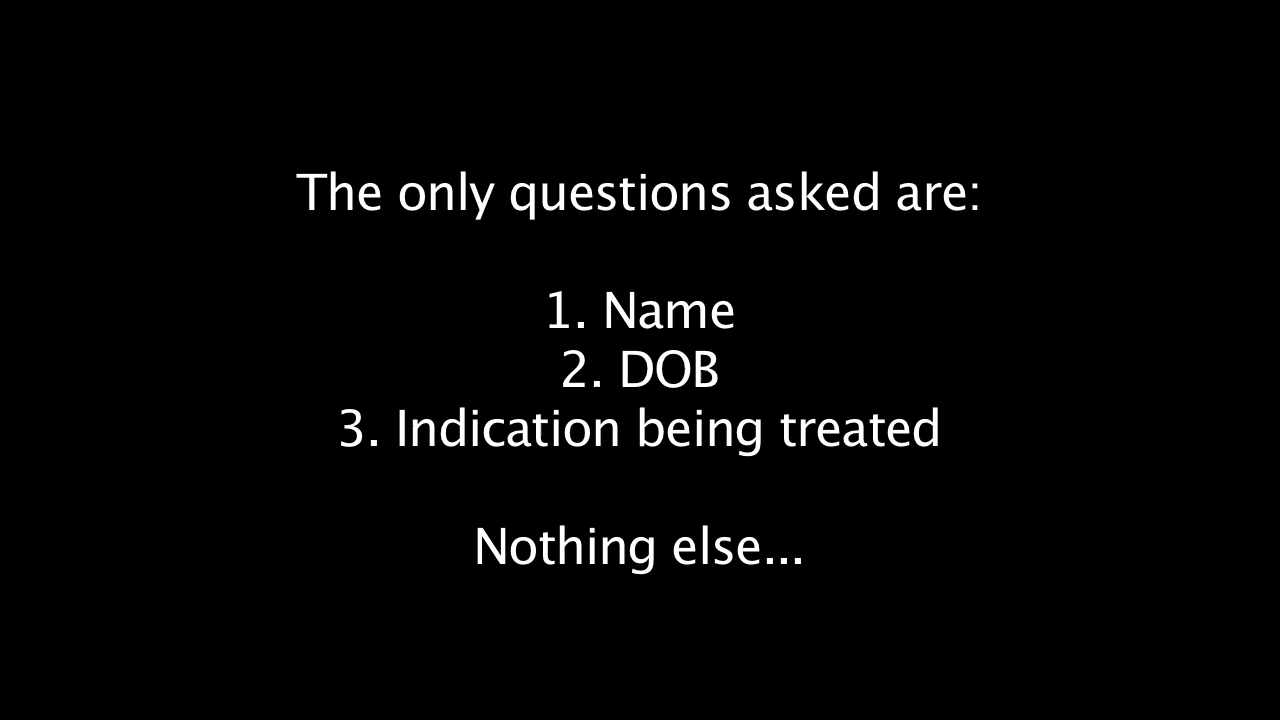 The only questions asked are:
1. Name
2. DOB
3. Indication being treated
Nothing else...